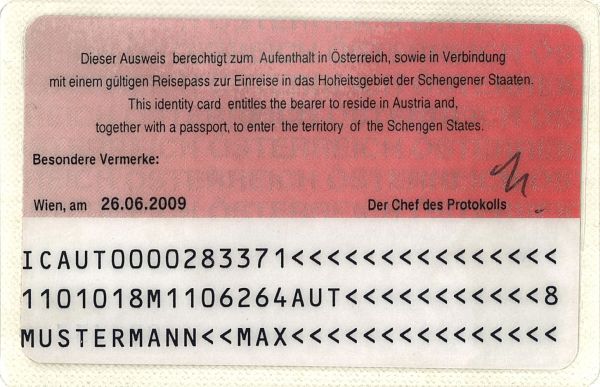 Dieser Ausweis berechtigt zum Aufenthalt in Österreich, sowie in Verbindung
mit einem gültigen Reisepass zur Einreise in das Hoheitsgebiet der Schengener Staaten.
This identity card entitles the bearer to reside in Austria and,
together with a passport, to enter the territory of the Schengen States.
Besondere Vermerke:
Wien, am 26.06.2009 Der Chef des Protokolls
ICAUT0000283371<<<<<<<<<<<<<<<
1101018M1106264AUT<<<<<<<<<<<8
MUSTERMANN<<MAX<<<<<<<<<<<<<<<